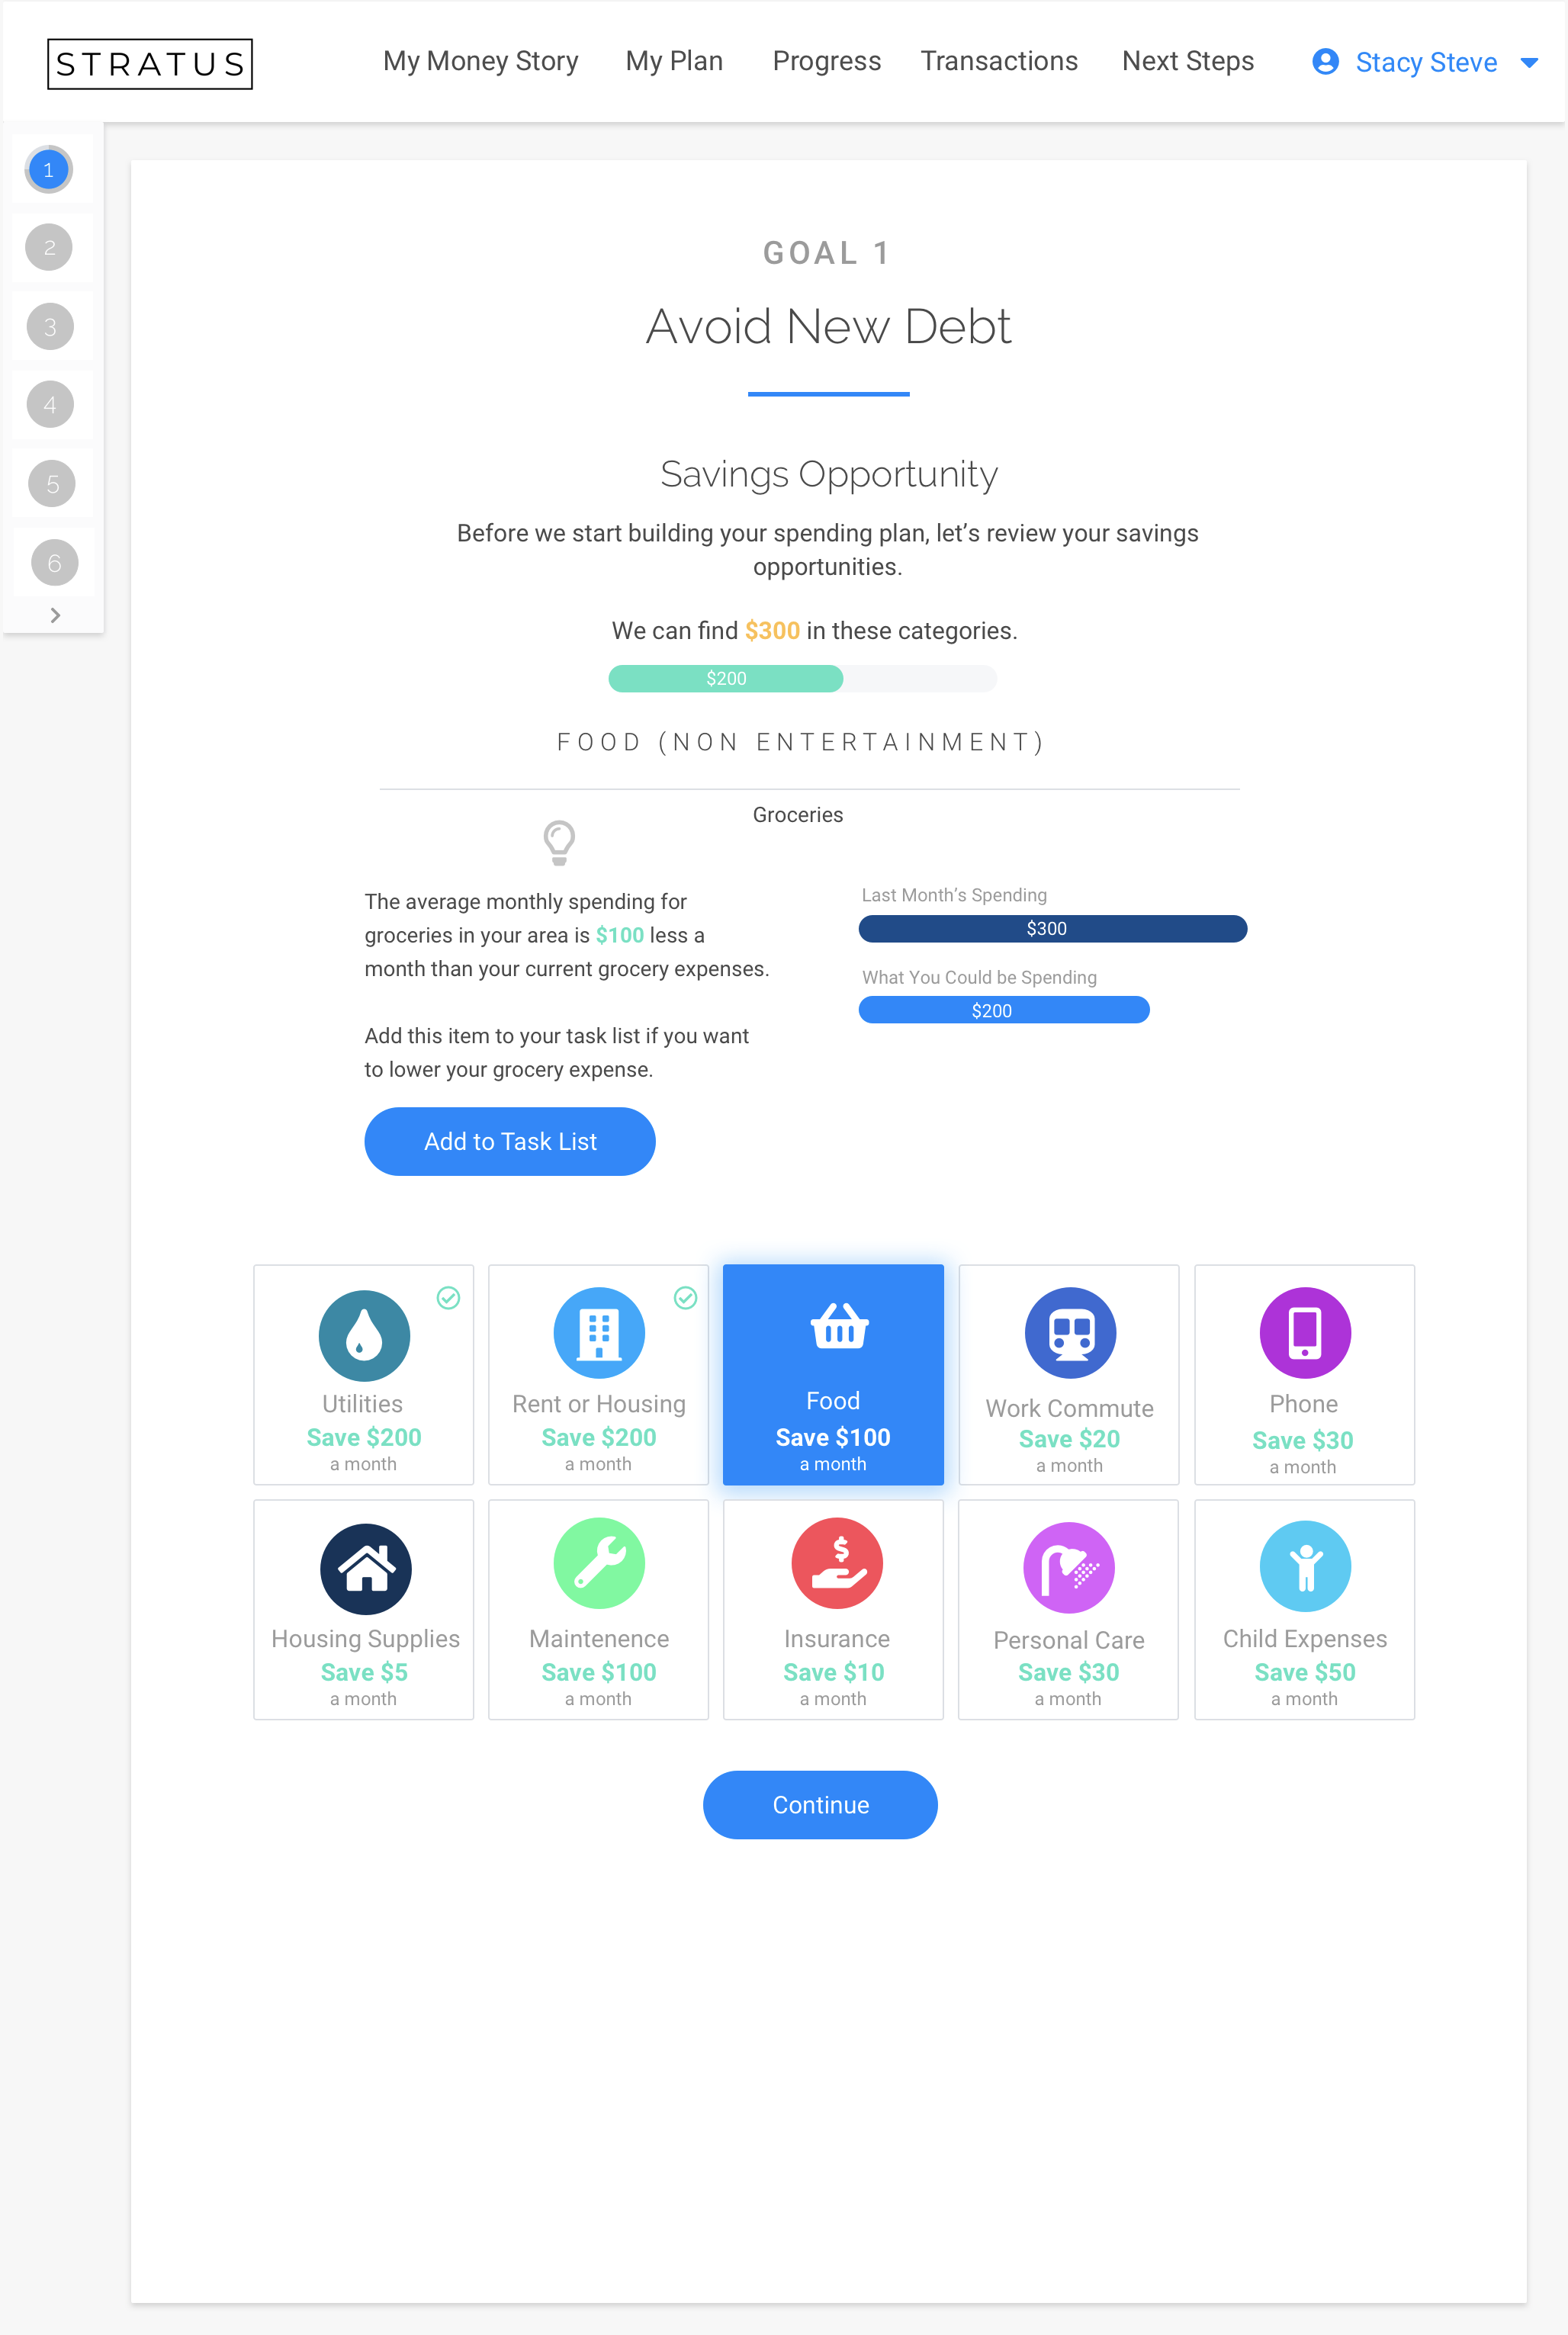 STRATUS
My Money Story
My Plan
Progress
Transactions
Next Steps
Stacy Steve
1
2
3
4
5
6
GOAL 1
Avoid New Debt
Savings Opportunity
Before we start building your spending plan, let’s review your savings
opportunities.
We can find $300 in these categories.
$200
FOOD (NON ENTERTAINMENT)
Groceries
The average monthly spending for
groceries in your area is $100 less a
month than your current grocery expenses.
Add this item to your task list if you want
to lower your grocery expense.
Add to Task List
Last Month’s Spending
$300
What You Could be Spending
$200
Utilities
Save $200
a month
Rent or Housing
Save $200
a month
Food
Save $100
a month
Work Commute
Save $20
a month
Phone
Save $30
a month
Housing Supplies
Save $5
a month
Maintenence
Save $100
a month
$
Insurance
Save $10
a month
Personal Care
Save $30
a month
Child Expenses
Save $50
a month
Continue